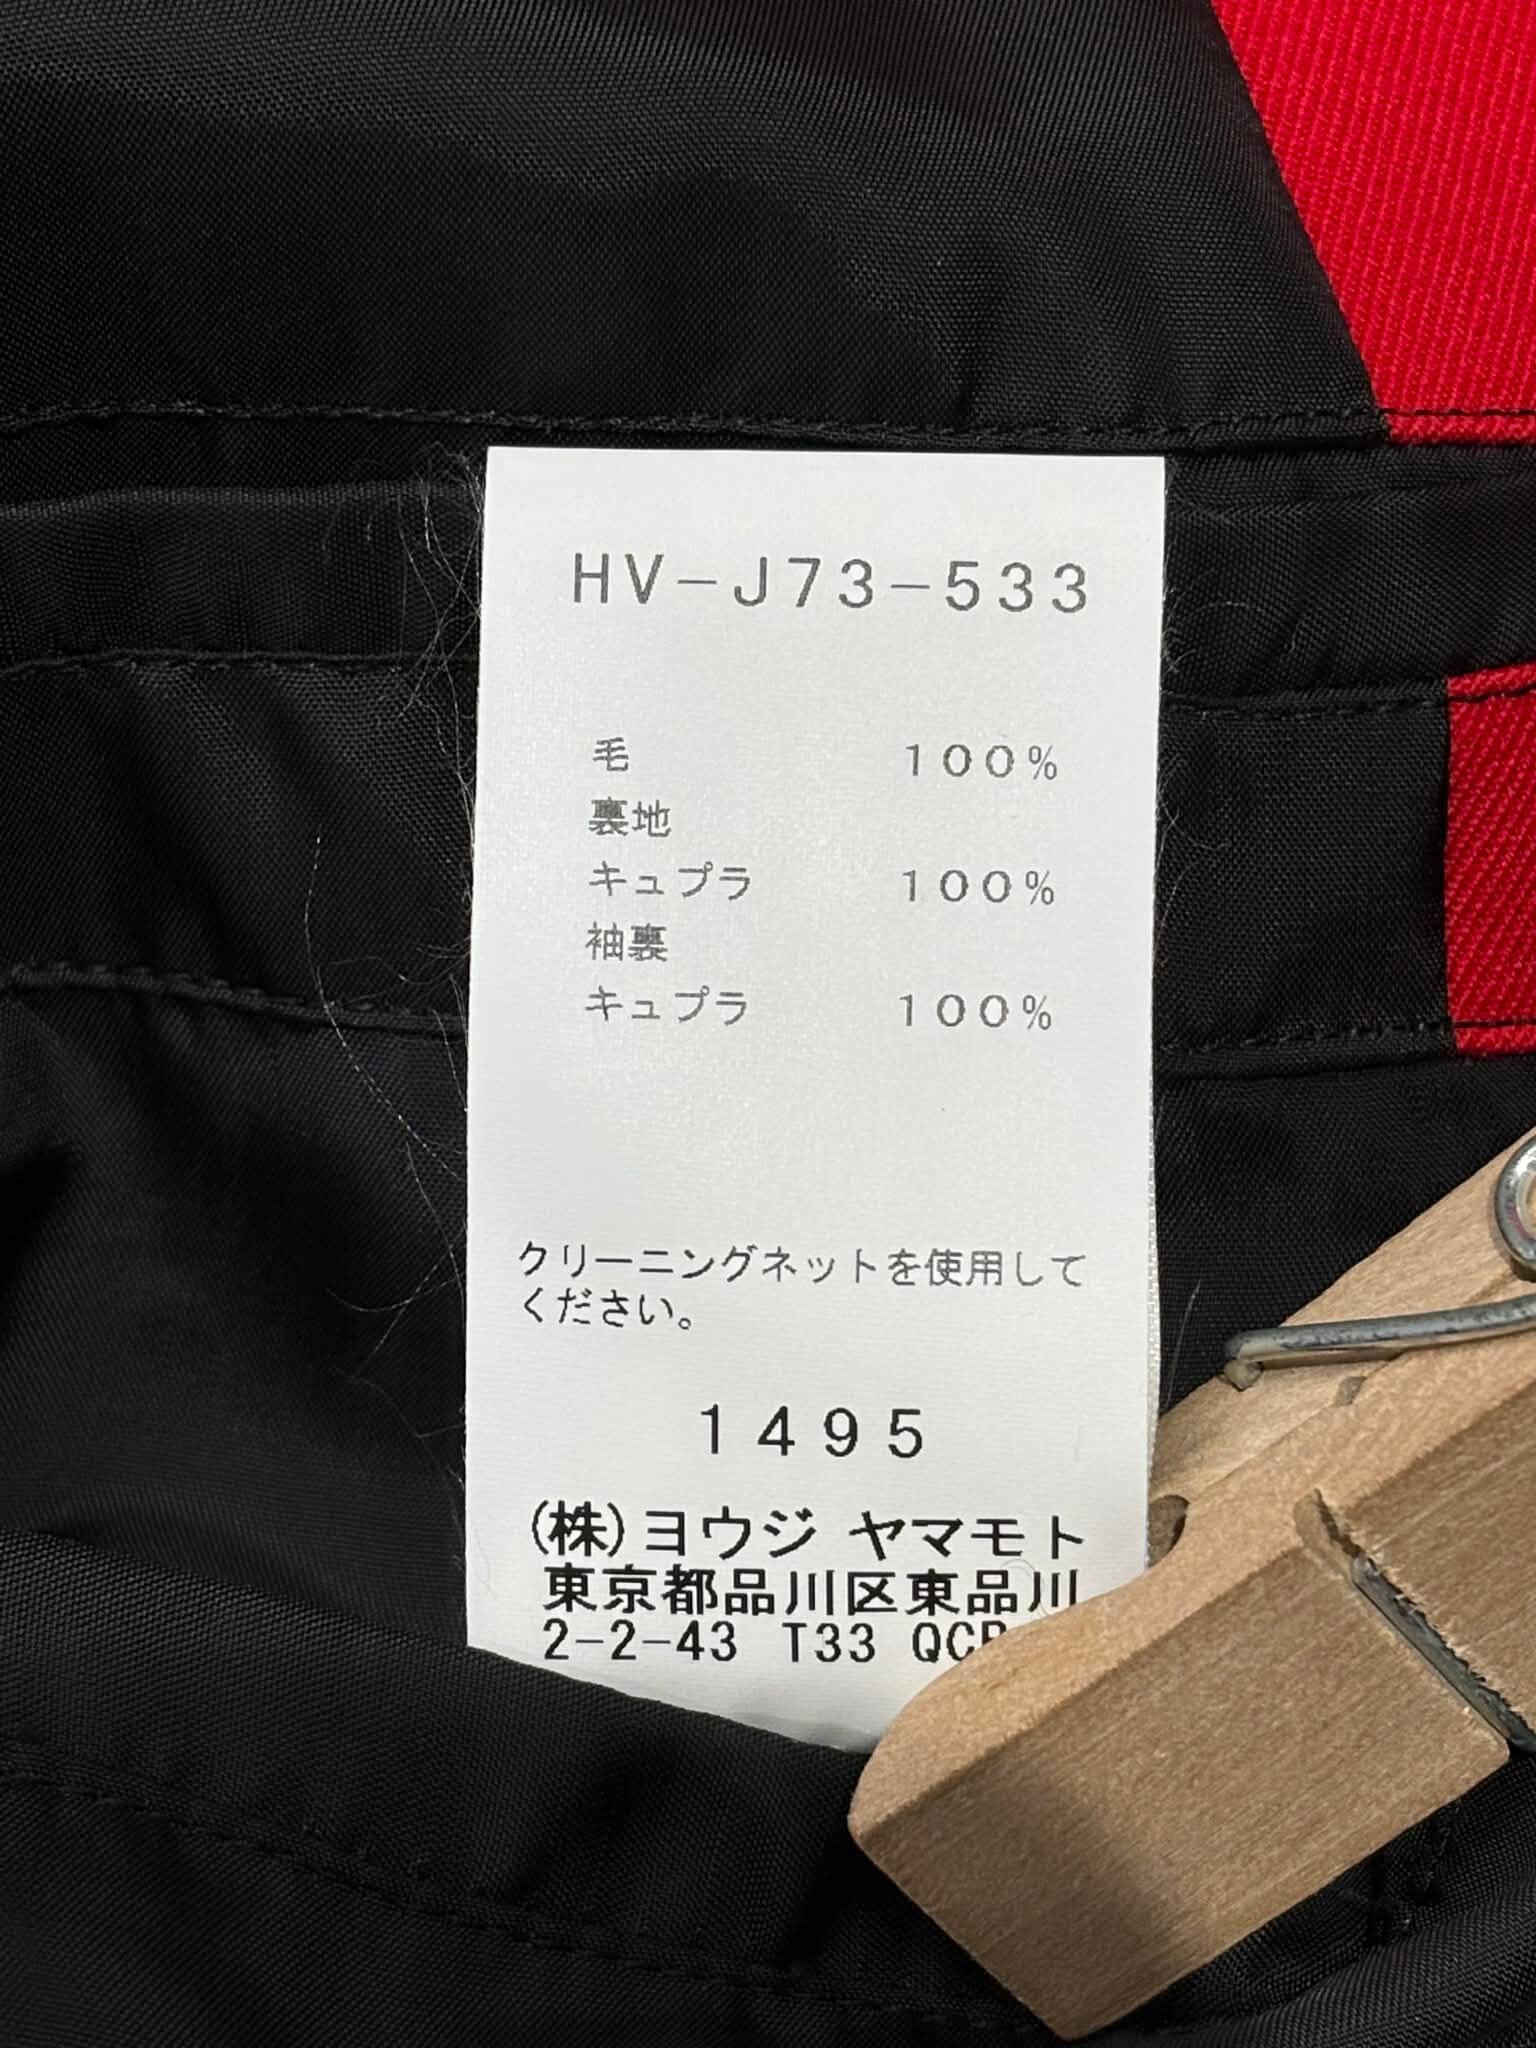 HV-J73-533
毛 100%
裏地
キュプラ 100%
袖裏
キュプラ 100%
クリーニングネットを使用して
ください。
1495
(株)ヨウジ ヤマモト
東京都品川区東品川
2-2-43 T33